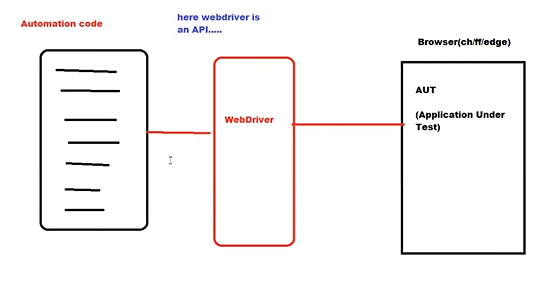 Automation code
here webdriver is
an API.....
Browser(ch/ff/edge)
WebDriver
AUT
(Application Under
Test)